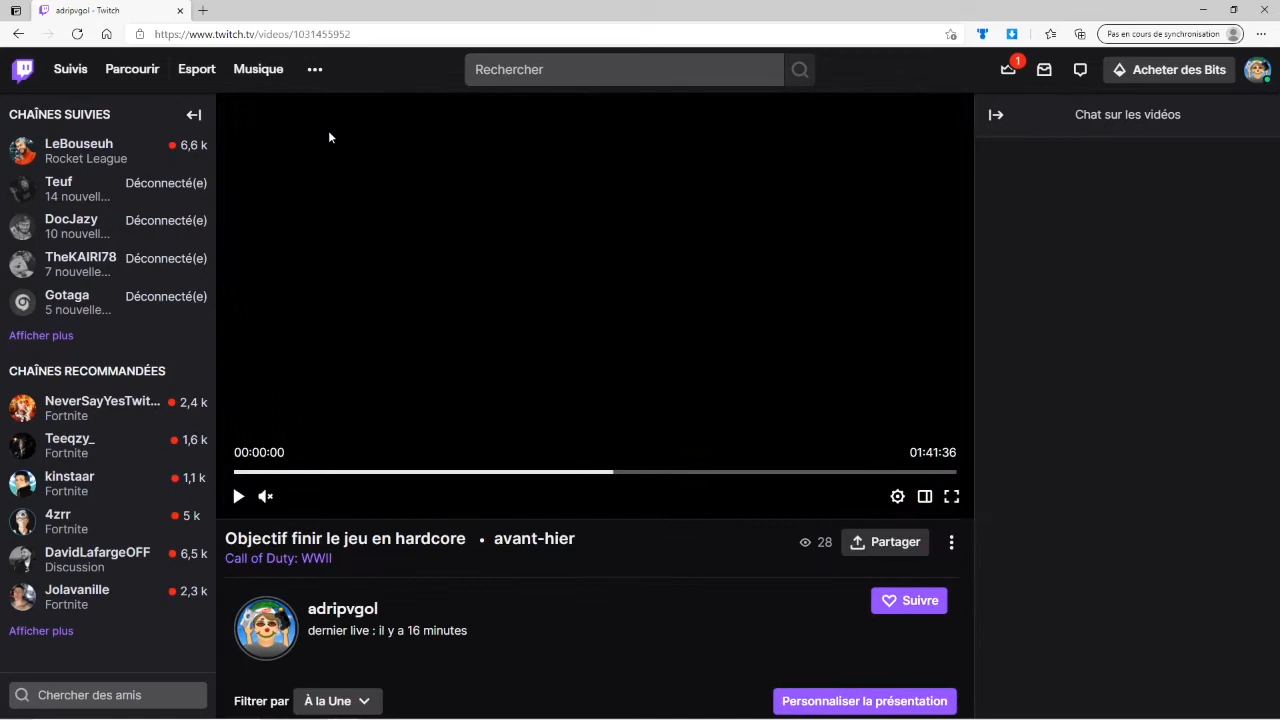 adripvgol - Twitch
https://www.twitch.tv/videos/1031455952
Pas en cours de synchronisation
Suivis Parcourir Esport Musique
Rechercher
1
Acheter des Bits
CHAÎNES SUIVIES
LeBouseuh 6,6 k
Rocket League
Teuf Déconnecté(e)
14 nouvell...
DocJazy Déconnecté(e)
10 nouvell...
TheKAIRI78 Déconnecté(e)
7 nouvelle...
Gotaga Déconnecté(e)
5 nouvelle...
Afficher plus
CHAÎNES RECOMMANDÉES
NeverSayYesTwit... 2,4 k
Fortnite
Teeqzy_ 1,6 k
Fortnite
kinstaar 1,1 k
Fortnite
4zrr 5 k
Fortnite
DavidLafargeOFF 6,5 k
Discussion
Jolavanille 2,3 k
Fortnite
Afficher plus
Chercher des amis
00:00:00 01:41:36
Objectif finir le jeu en hardcore • avant-hier
28 Partager
Call of Duty: WWII
adripvgol
Suivre
dernier live : il y a 16 minutes
Filtrer par À la Une
Personnaliser la présentation
Chat sur les vidéos